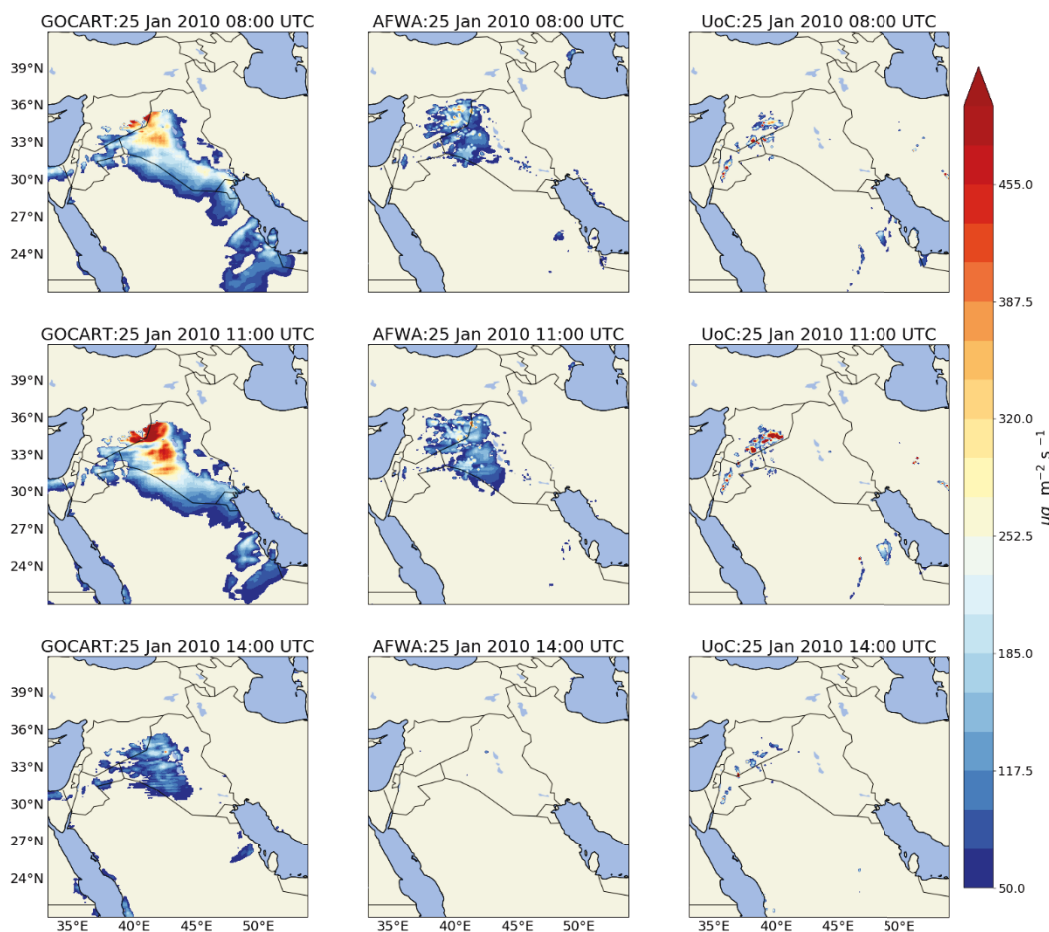 GOCART:25 Jan 2010 08:00 UTC
AFWA:25 Jan 2010 08:00 UTC
UoC:25 Jan 2010 08:00 UTC
39°N
36°N
33°N
30°N
27°N
24°N
GOCART:25 Jan 2010 11:00 UTC
AFWA:25 Jan 2010 11:00 UTC
UoC:25 Jan 2010 11:00 UTC
39°N
36°N
33°N
30°N
27°N
24°N
GOCART:25 Jan 2010 14:00 UTC
AFWA:25 Jan 2010 14:00 UTC
UoC:25 Jan 2010 14:00 UTC
39°N
36°N
33°N
30°N
27°N
24°N
35°E 40°E 45°E 50°E
35°E 40°E 45°E 50°E
35°E 40°E 45°E 50°E
455.0
387.5
320.0
252.5
185.0
117.5
50.0
ug m⁻² s⁻¹